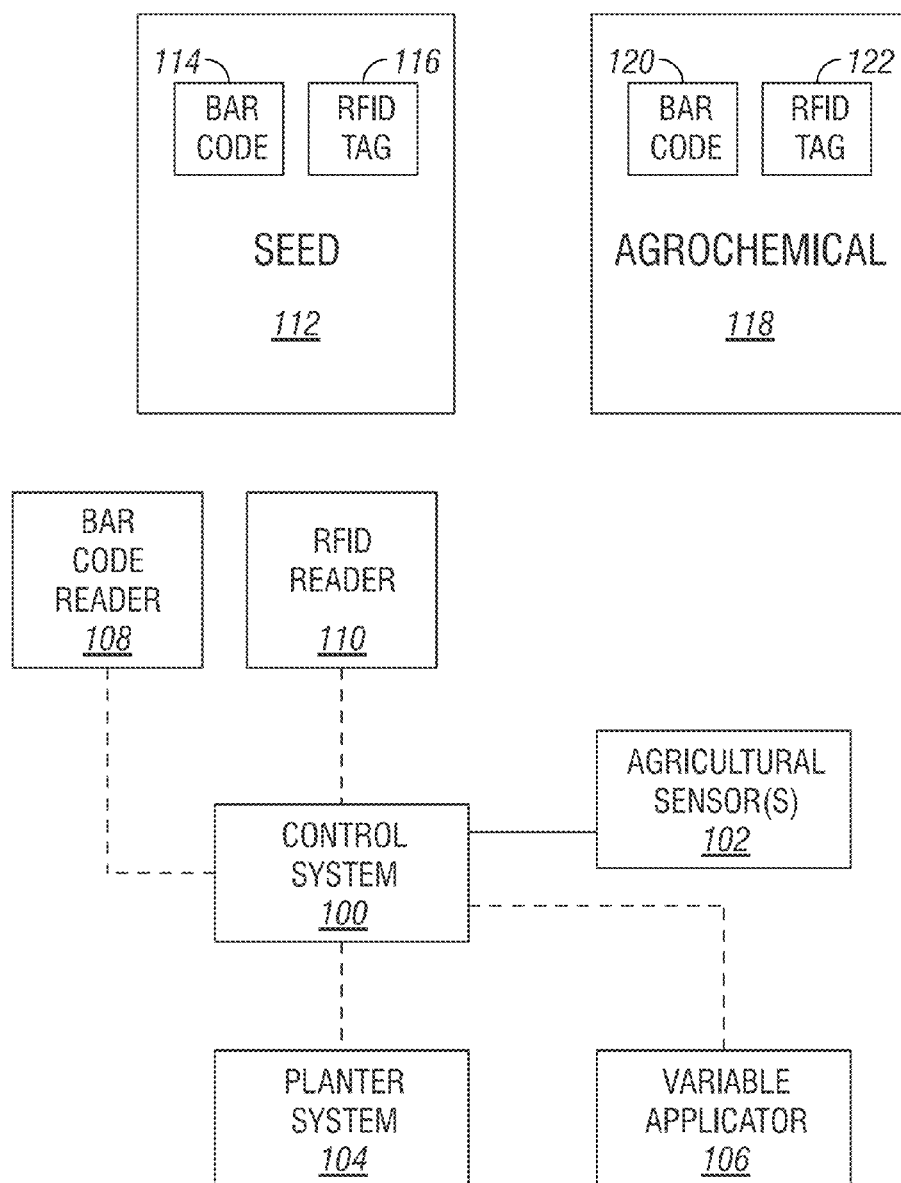 114
116
BAR
CODE
RFID
TAG
SEED
112
120
122
BAR
CODE
RFID
TAG
AGROCHEMICAL
118
BAR
CODE
READER
108
RFID
READER
110
AGRICULTURAL
SENSOR(S)
102
CONTROL
SYSTEM
100
PLANTER
SYSTEM
104
VARIABLE
APPLICATOR
106